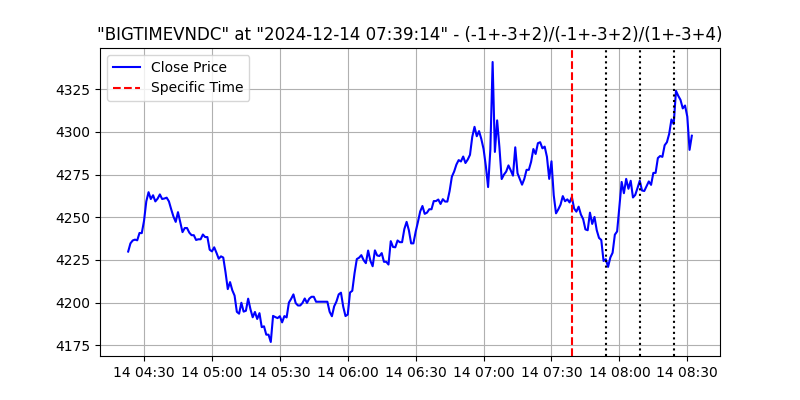 "BIGTIMEVNDC" at "2024-12-14 07:39:14" - (-1+-3+2)/(-1+-3+2)/(1+-3+4)
Close Price
Specific Time
4325
4300
4275
4250
4225
4200
4175
14 04:30 14 05:00 14 05:30 14 06:00 14 06:30 14 07:00 14 07:30 14 08:00 14 08:30